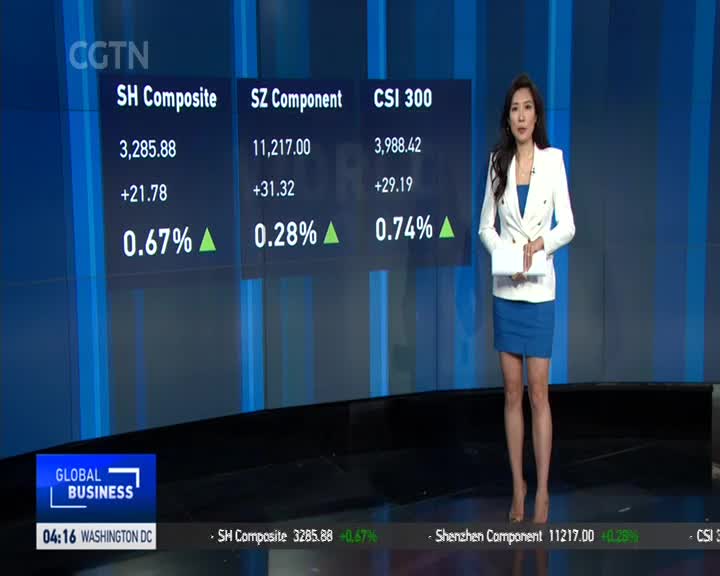 CGTN
SH Composite
3,285.88
+21.78
0.67%
SZ Component
11,217.00
+31.32
0.28%
CSI 300
3,988.42
+29.19
0.74%
GLOBAL
BUSINESS
04:16 WASHINGTON DC
- SH Composite 3285.88 +0.67% - Shenzhen Component 11217.00 +0.28% - CSI 3